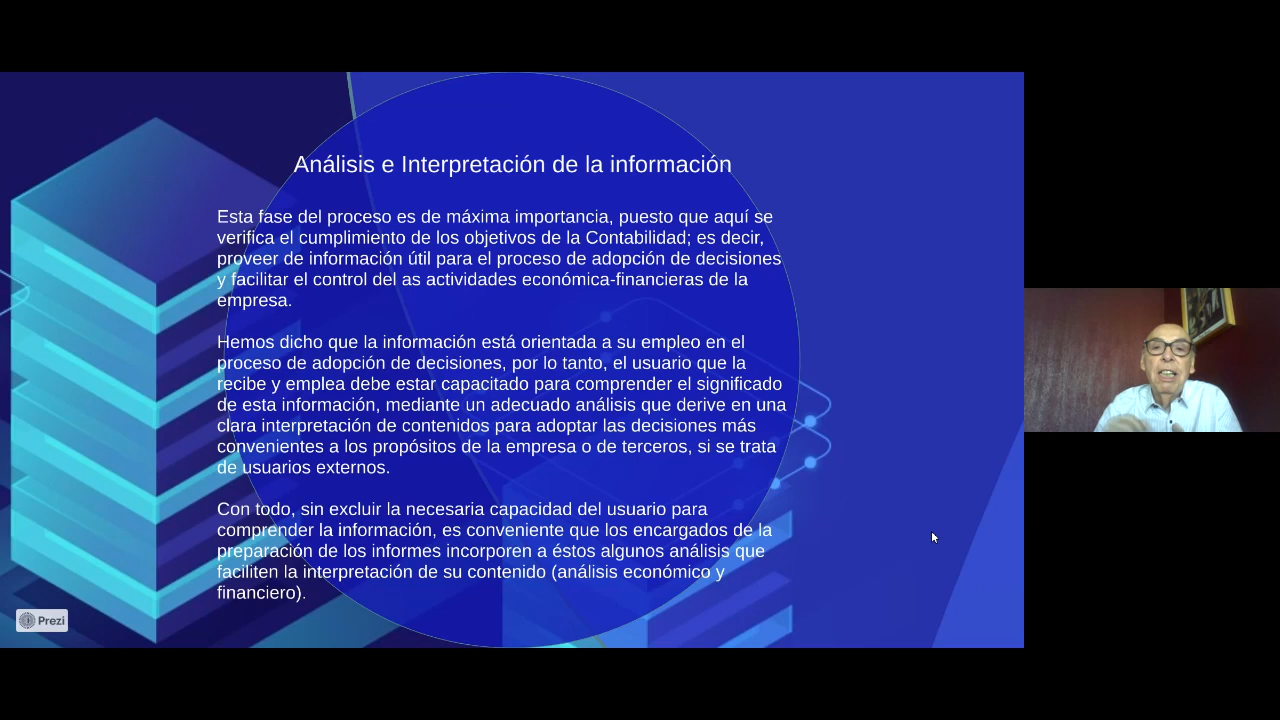 Análisis e Interpretación de la información
Esta fase del proceso es de máxima importancia, puesto que aquí se
verifica el cumplimiento de los objetivos de la Contabilidad; es decir,
proveer de información útil para el proceso de adopción de decisiones
y facilitar el control del as actividades económica-financieras de la
empresa.
Hemos dicho que la información está orientada a su empleo en el
proceso de adopción de decisiones, por lo tanto, el usuario que la
recibe y emplea debe estar capacitado para comprender el significado
de esta información, mediante un adecuado análisis que derive en una
clara interpretación de contenidos para adoptar las decisiones más
convenientes a los propósitos de la empresa o de terceros, si se trata
de usuarios externos.
Con todo, sin excluir la necesaria capacidad del usuario para
comprender la información, es conveniente que los encargados de la
preparación de los informes incorporen a éstos algunos análisis que
faciliten la interpretación de su contenido (análisis económico y
financiero).
Prezi